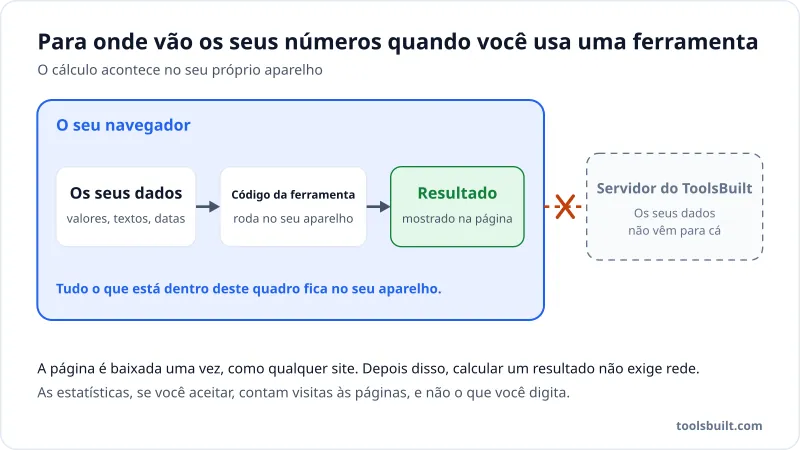 Para onde vão os seus números quando você usa uma ferramenta
O cálculo acontece no seu próprio aparelho
O seu navegador
Os seus dados
valores, textos, datas
Código da ferramenta
roda no seu aparelho
Resultado
mostrado na página
Servidor do ToolsBuilt
Os seus dados
não vêm para cá
Tudo o que está dentro deste quadro fica no seu aparelho.
A página é baixada uma vez, como qualquer site. Depois disso, calcular um resultado não exige rede.
As estatísticas, se você aceitar, contam visitas às páginas, e não o que você digita.
toolsbuilt.com